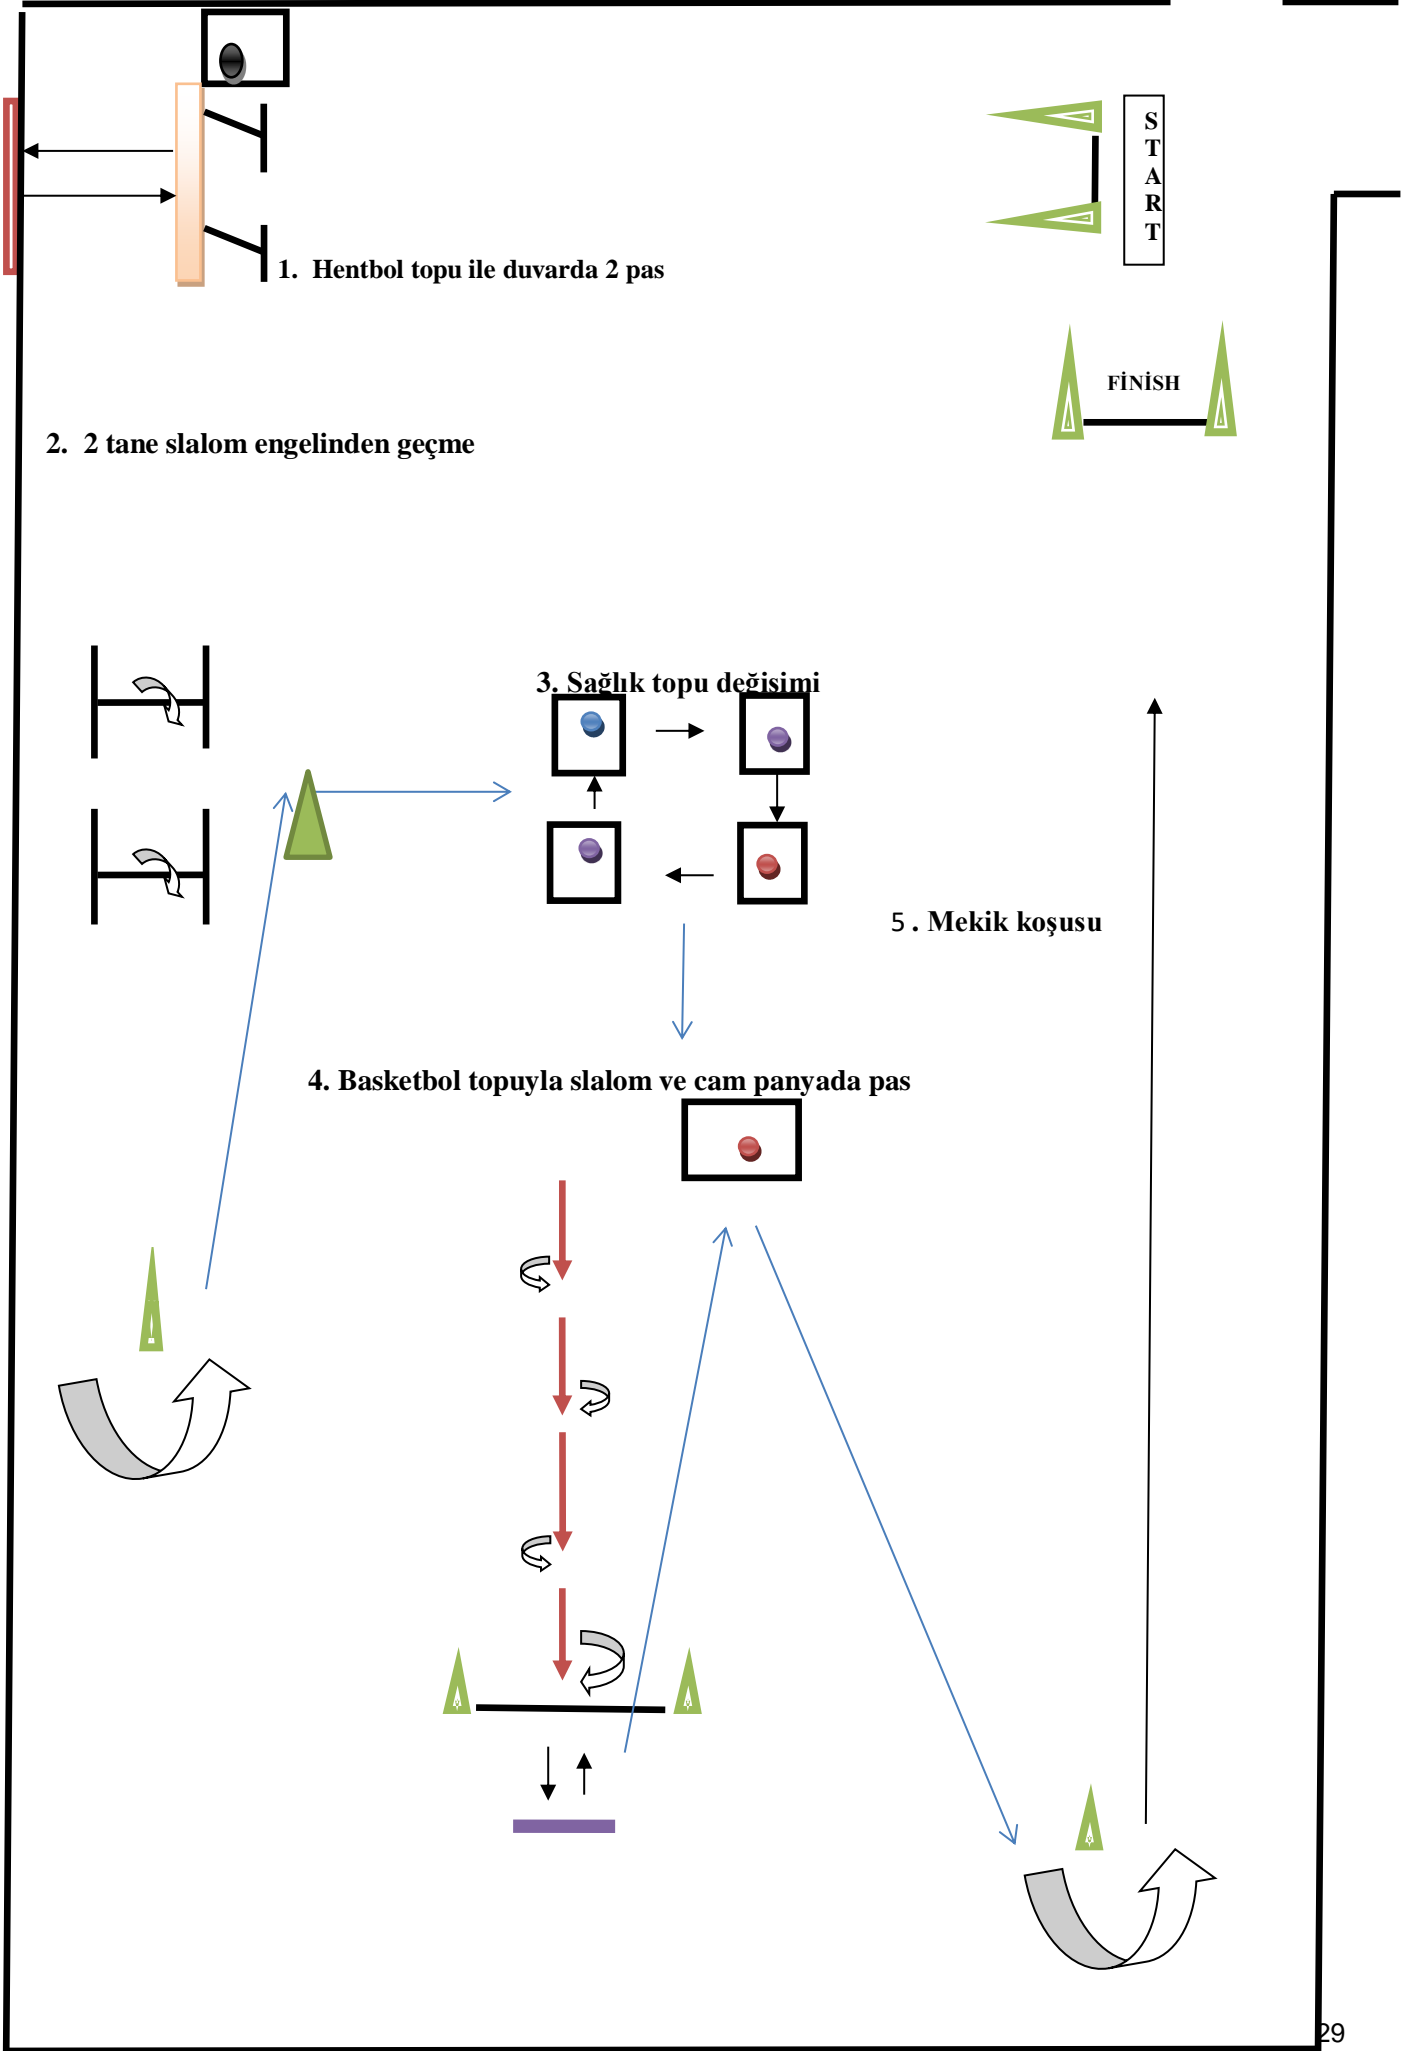 S
T
A
R
T
1. Hentbol topu ile duvarda 2 pas
FİNİSH
2. 2 tane slalom engelinden geçme
3. Sağlık topu değişimi
5 . Mekik koşusu
4. Basketbol topuyla slalom ve cam panyada pas
29